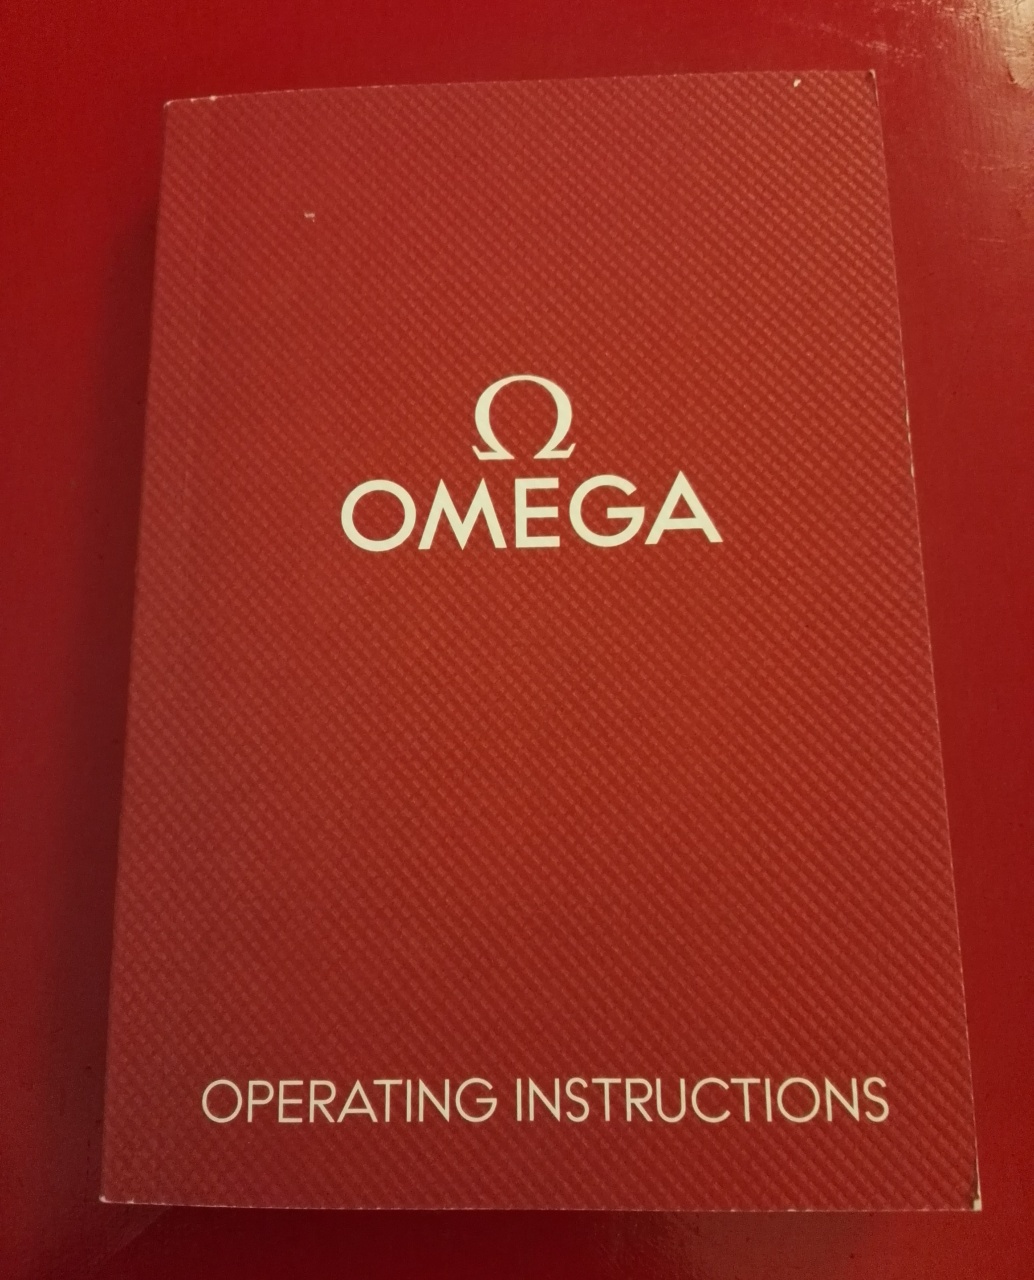 Ω
OMEGA
OPERATING INSTRUCTIONS